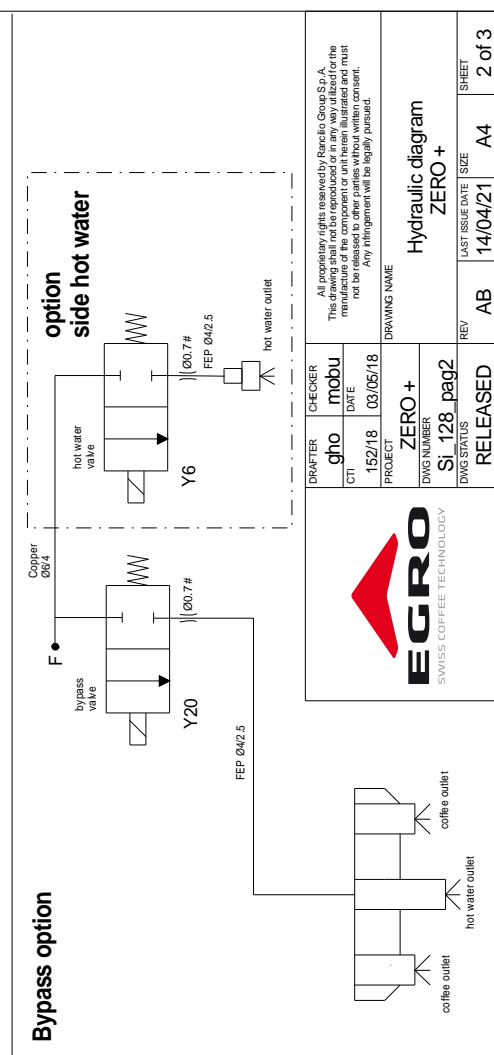 Bypass option
option
side hot water
Copper
Ø6/4
F
bypass
valve
hot water
valve
Y20
Y6
Ø0.7#
Ø0.7#
FEP Ø4/2.5
FEP Ø4/2.5
hot water outlet
coffee outlet
hot water outlet
coffee outlet
EGRO
SWISS COFFEE TECHNOLOGY
DRAFTER
gho
CHECKER
mobu
CTI
152/18
DATE
03/05/18
PROJECT
ZERO +
DWG NUMBER
Si_128_pag2
DWG STATUS
RELEASED
All proprietary rights reserved by Rancilio Group S.p.A.
This drawing shall not be reproduced or in any way utilized for the
manufacture of the component or unit herein illustrated and must
not be released to other parties without written consent.
Any infringement will be legally pursued.
DRAWING NAME
Hydraulic diagram
ZERO +
REV
AB
LAST ISSUE DATE
14/04/21
SIZE
A4
SHEET
2 of 3